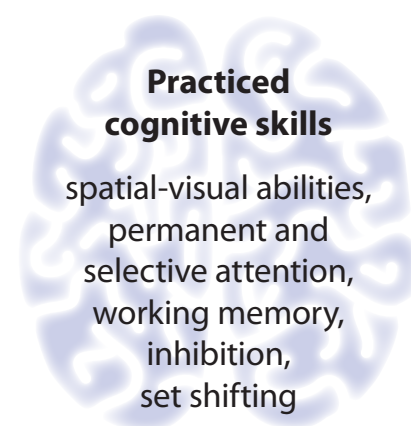 Practiced
cognitive skills
spatial-visual abilities,
permanent and
selective attention,
working memory,
inhibition,
set shifting